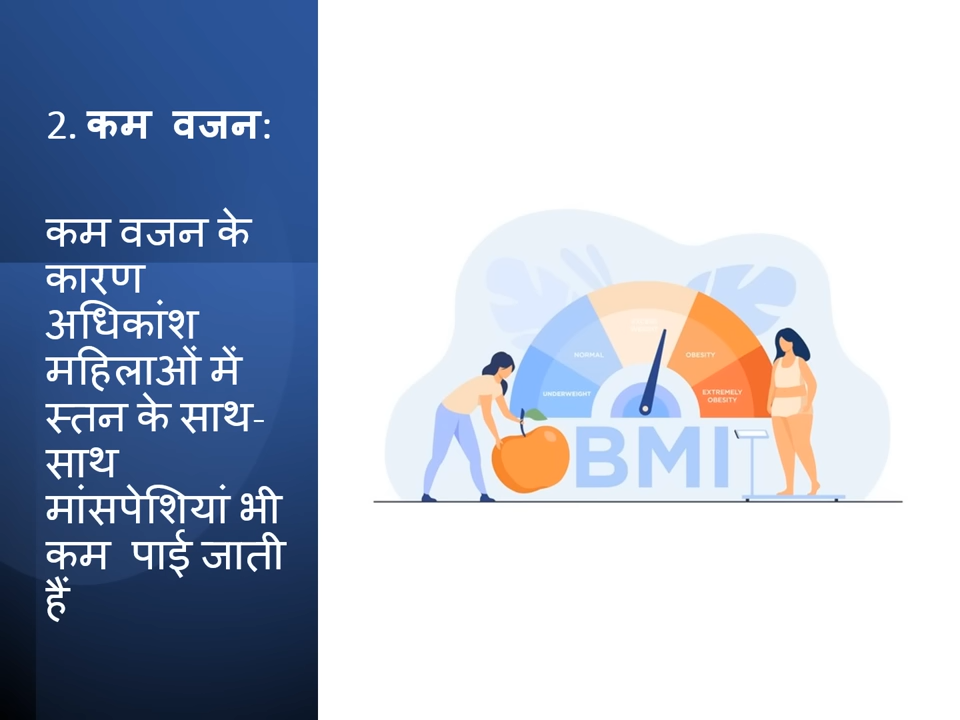 2. कम वजन:
कम वजन के
कारण
अधिकांश
महिलाओं में
स्तन के साथ-
साथ
मांसपेशियां भी
कम पाई जाती
हैं
NORMAL
OBESITY
UNDERWEIGHT
EXTREMELY
OBESITY
BMI